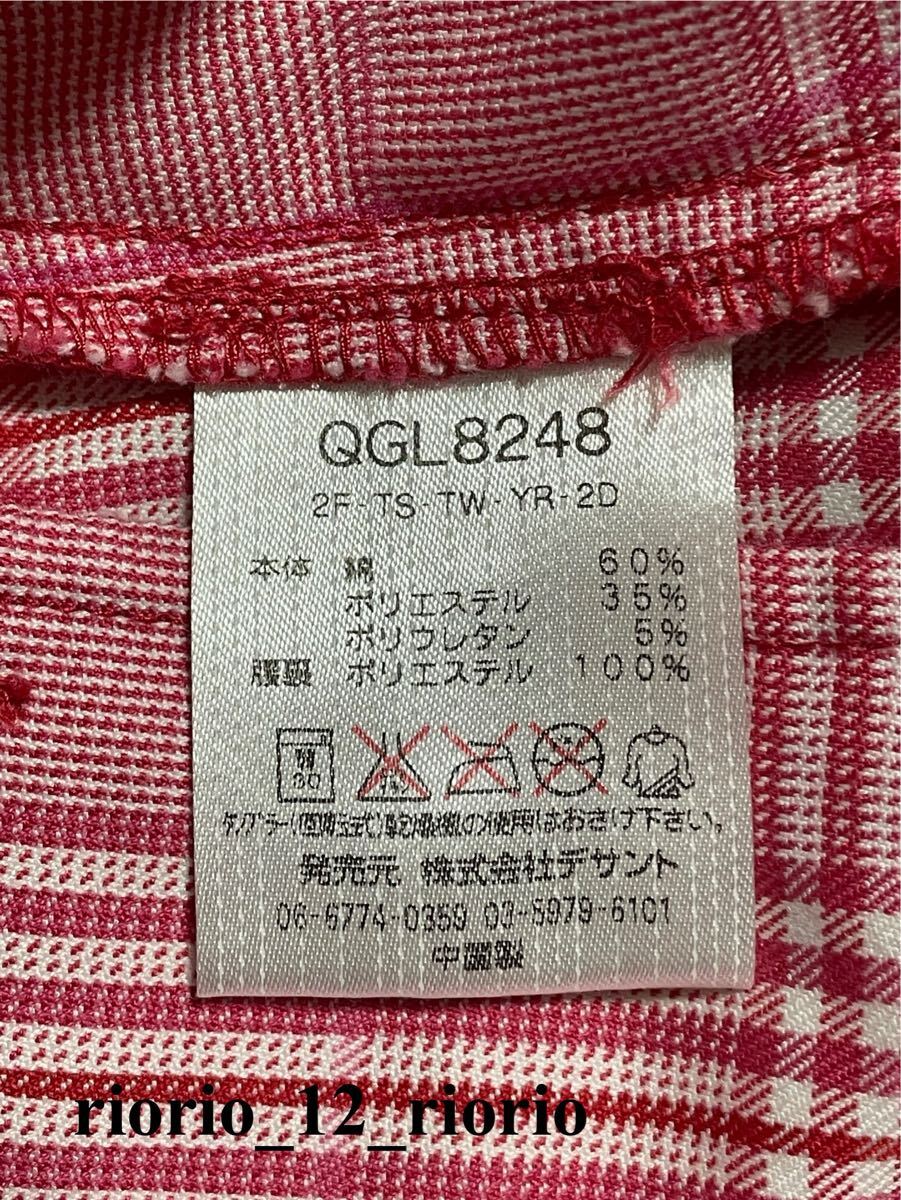 QGL8248
2F-TS-TW-YR-2D
本体 綿 60%
ポリエステル 35%
ポリウレタン 5%
腰裏 ポリエステル 100%
30
タンブラー(回転式)乾燥機の使用はおさけ下さい。
発売元 株式会社デサント
06-6774-0359 03-5979-6101
中国製
riorio_12_riorio